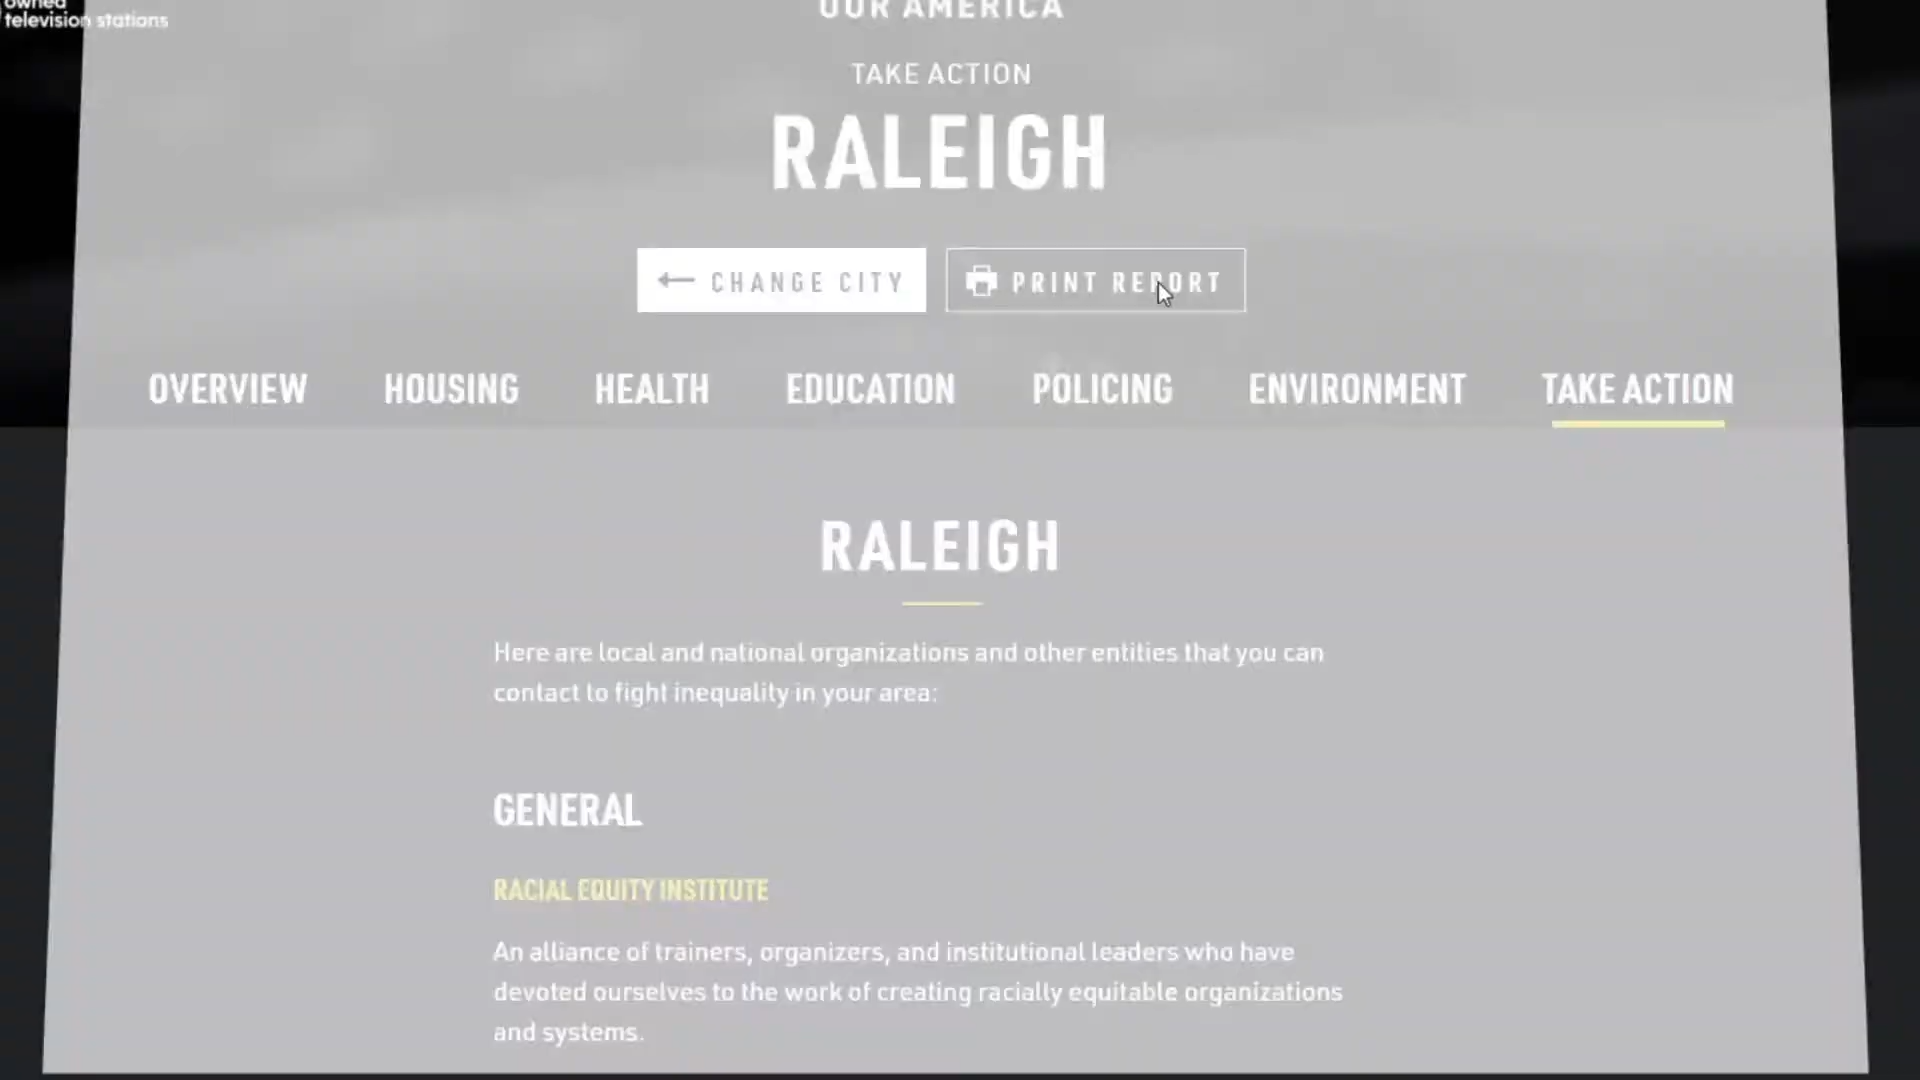 owned
television stations
OUR AMERICA
TAKE ACTION
RALEIGH
CHANGE CITY
PRINT REPORT
OVERVIEW HOUSING HEALTH EDUCATION POLICING ENVIRONMENT TAKE ACTION
RALEIGH
Here are local and national organizations and other entities that you can
contact to fight inequality in your area:
GENERAL
RACIAL EQUITY INSTITUTE
An alliance of trainers, organizers, and institutional leaders who have
devoted ourselves to the work of creating racially equitable organizations
and systems.